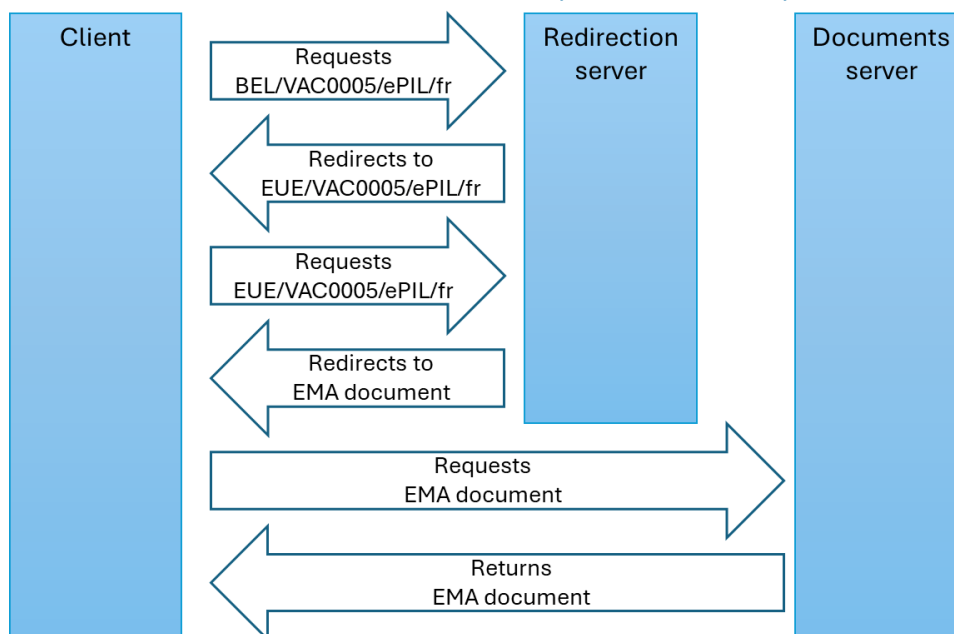 Client
Redirection
server
Documents
server
Requests
BEL/VAC0005/ePIL/fr
Redirects to
EUE/VAC0005/ePIL/fr
Requests
EUE/VAC0005/ePIL/fr
Redirects to
EMA document
Requests
EMA document
Returns
EMA document